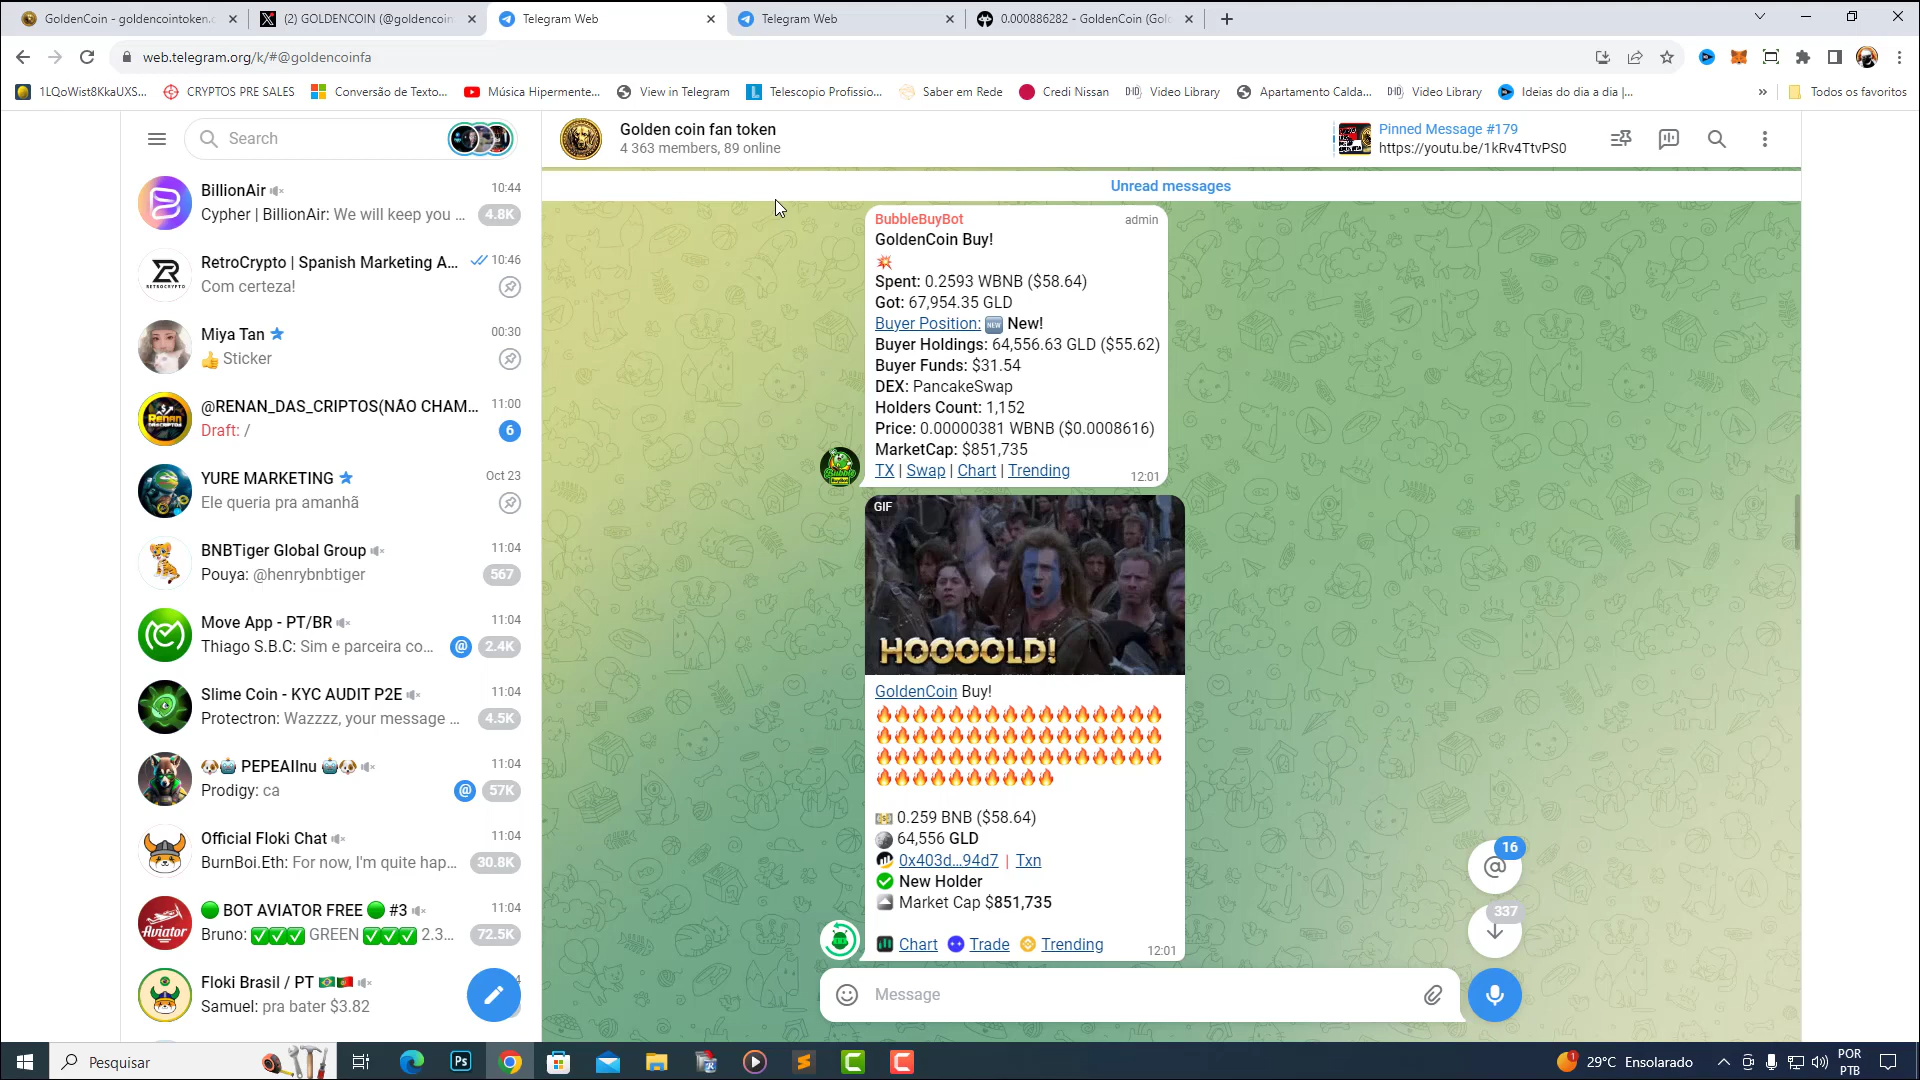 GoldenCoin - goldencointoken.c
(2) GOLDENCOIN (@goldencoin
Telegram Web
Telegram Web
0.000886282 - GoldenCoin (Gol
web.telegram.org/k/#@goldencoinfa
1LQoWist8KkaUXS...
CRYPTOS PRE SALES
Conversão de Texto...
Música Hipermente...
View in Telegram
Telescopio Profissio...
Saber em Rede
Credi Nissan
Video Library
Apartamento Calda...
Video Library
Ideias do dia a dia |...
»
Todos os favoritos
Search
Golden coin fan token
4 363 members, 89 online
Pinned Message #179
https://youtu.be/1kRv4TtvPS0
BillionAir
10:44
Cypher | BillionAir: We will keep you ...
4.8K
RetroCrypto | Spanish Marketing A...
10:46
Com certeza!
Miya Tan
00:30
👍 Sticker
@RENAN_DAS_CRIPTOS(NÃO CHAM...
11:00
Draft: /
6
YURE MARKETING
Oct 23
Ele queria pra amanhã
BNBTiger Global Group
11:04
Pouya: @henrybnbtiger
567
Move App - PT/BR
11:04
Thiago S.B.C: Sim e parceira co...
@
2.4K
Slime Coin - KYC AUDIT P2E
11:04
Protectron: Wazzzz, your message ...
4.5K
🐶🤖 PEPEAIInu 🤖🐶
11:04
Prodigy: ca
@
57K
Official Floki Chat
11:04
BurnBoi.Eth: For now, I'm quite hap...
30.8K
🟢 BOT AVIATOR FREE 🟢 #3
11:04
Bruno: ✅✅✅ GREEN ✅✅✅ 2.3...
72.5K
Floki Brasil / PT 🇧🇷🇵🇹
Samuel: pra bater $3.82
Unread messages
BubbleBuyBot
admin
GoldenCoin Buy!
💥
Spent: 0.2593 WBNB ($58.64)
Got: 67,954.35 GLD
Buyer Position: 🆕 New!
Buyer Holdings: 64,556.63 GLD ($55.62)
Buyer Funds: $31.54
DEX: PancakeSwap
Holders Count: 1,152
Price: 0.00000381 WBNB ($0.0008616)
MarketCap: $851,735
TX | Swap | Chart | Trending
12:01
GIF
HOOOOLD!
GoldenCoin Buy!
🔥🔥🔥🔥🔥🔥🔥🔥🔥🔥🔥🔥🔥🔥🔥🔥
🔥🔥🔥🔥🔥🔥🔥🔥🔥🔥🔥🔥🔥🔥🔥🔥
🔥🔥🔥🔥🔥🔥🔥🔥🔥🔥🔥🔥🔥🔥🔥🔥
🔥🔥🔥🔥🔥🔥🔥🔥🔥🔥
💵 0.259 BNB ($58.64)
64,556 GLD
0x403d...94d7 | Txn
✅ New Holder
Market Cap $851,735
Chart Trade Trending
12:01
16
@
337
Message
Pesquisar
29°C Ensolarado
POR
PTB